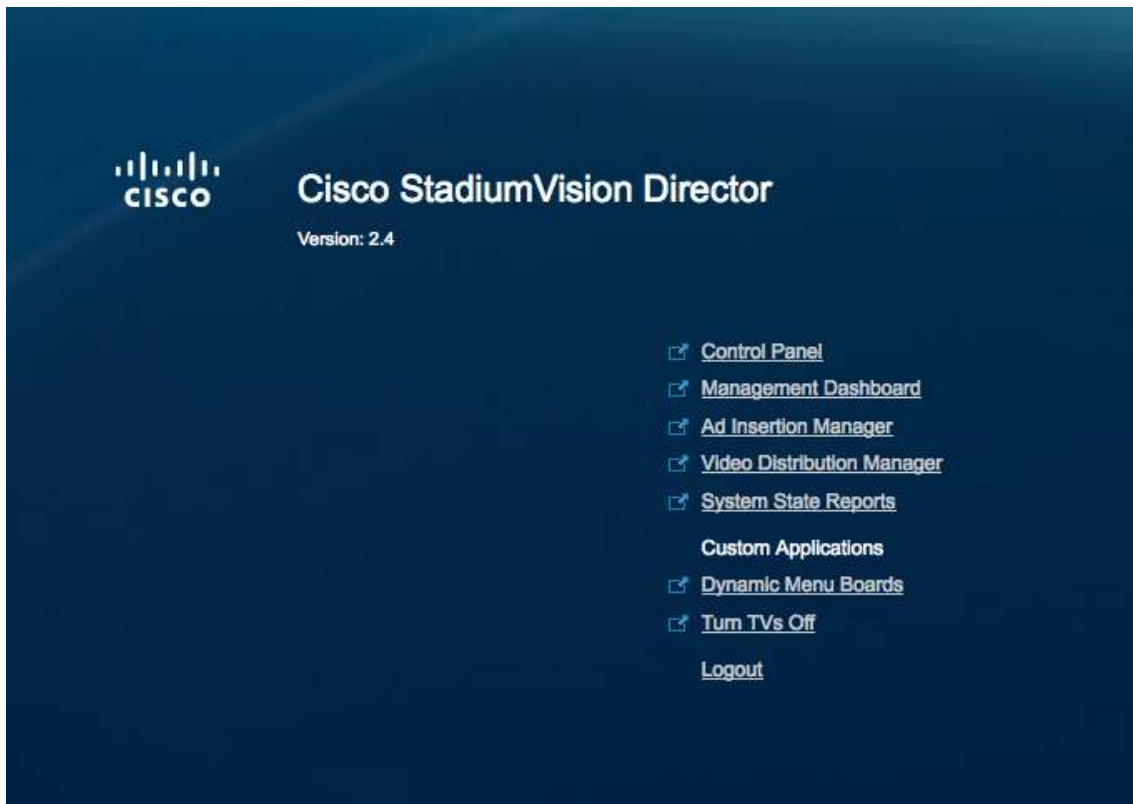 CISCO
Cisco StadiumVision Director
Version: 2.4
Control Panel
Management Dashboard
Ad Insertion Manager
Video Distribution Manager
System State Reports
Custom Applications
Dynamic Menu Boards
Turn TVs Off
Logout